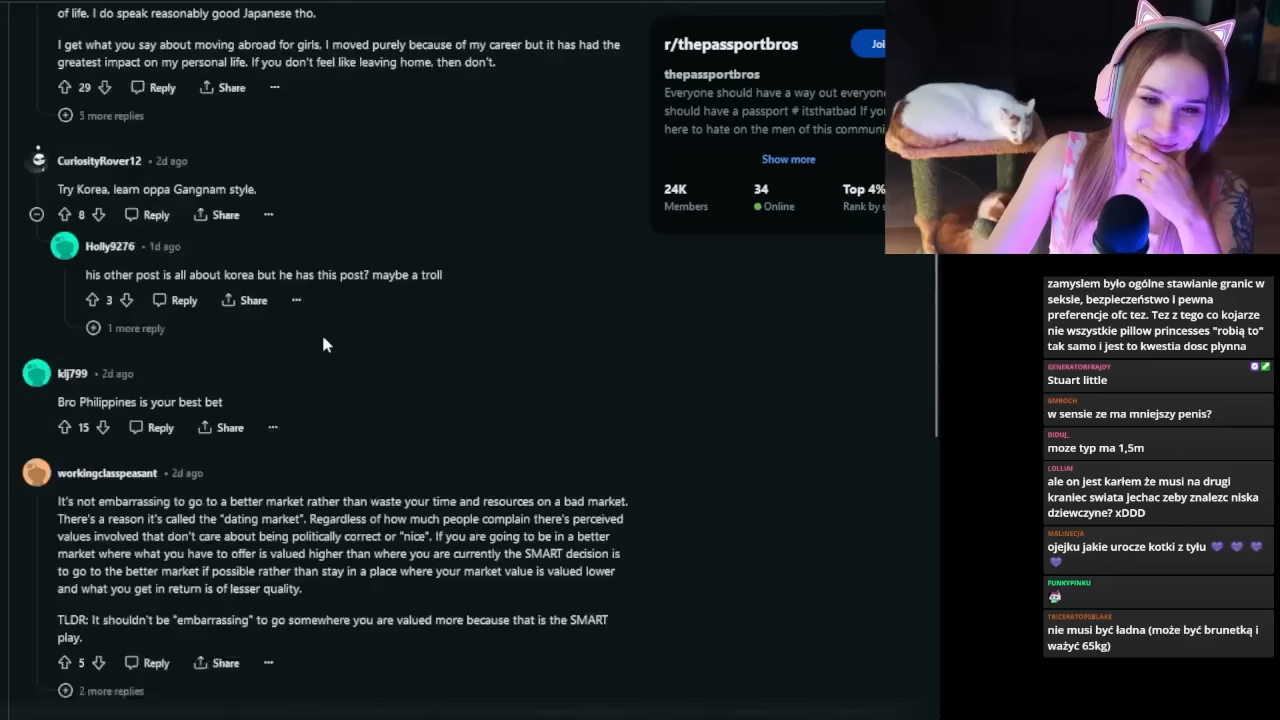 of life. I do speak reasonably good Japanese tho.
I get what you say about moving abroad for girls, I moved purely because of my career but it has had the
greatest impact on my personal life. If you don't feel like leaving home, then don't.
29 Reply Share ...
5 more replies
CuriosityRover12 • 2d ago
Try Korea, learn oppa Gangnam style.
8 Reply Share ...
Holly9276 • 1d ago
his other post is all about korea but he has this post? maybe a troll
3 Reply Share ...
1 more reply
klj799 • 2d ago
Bro Philippines is your best bet
15 Reply Share ...
workingclasspeasant • 2d ago
It's not embarrassing to go to a better market rather than waste your time and resources on a bad market.
There's a reason it's called the "dating market". Regardless of how much people complain there's perceived
values involved that don't care about being politically correct or "nice". If you are going to be in a better
market where what you have to offer is valued higher than where you are currently the SMART decision is
to go to the better market if possible rather than stay in a place where your market value is valued lower
and what you get in return is of lesser quality.
TLDR: It shouldn't be "embarrassing" to go somewhere you are valued more because that is the SMART
play.
5 Reply Share ...
2 more replies
r/thepassportbros
Joi
thepassportbros
Everyone should have a way out everyone
should have a passport # itsthatbad If you
here to hate on the men of this communi
Show more
24K 34 Top 4%
Members Online Rank by s
zamyslem było ogólne stawianie granic w
seksie, bezpieczeństwo i pewna
preferencje ofc tez. Tez z tego co kojarze
nie wszystkie pillow princesses "robią to"
tak samo i jest to kwestia dosc plynna
GENERATORFRAJDY
Stuart little
GMROCH
w sensie ze ma mniejszy penis?
DIDUJ_
moze typ ma 1,5m
ale on jest karłem że musi na drugi
kraniec swiata jechac zeby znalezc niska
dziewczyne? xDDD
MALINECJA
ojejku jakie urocze kotki z tyłu
FUNKYPINKU
TRICERATOPSBLAKE
nie musi być ładna (może być brunetką i
ważyć 65kg)